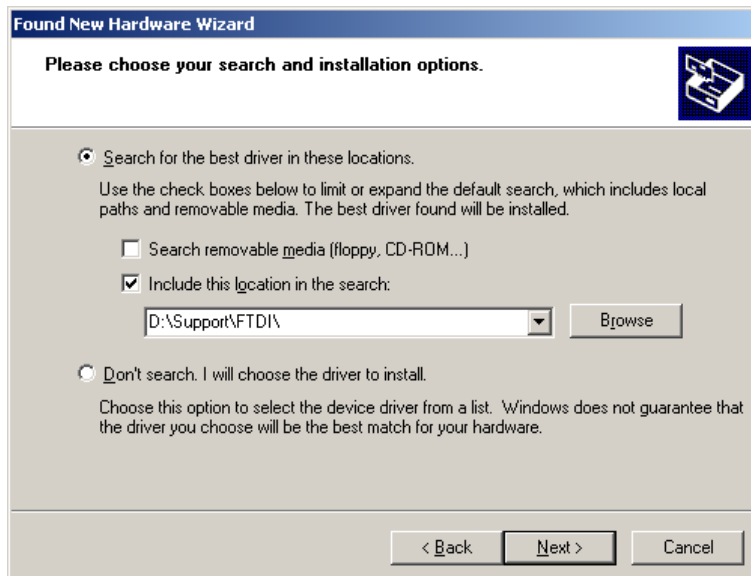 Found New Hardware Wizard
Please choose your search and installation options.
Search for the best driver in these locations.
Use the check boxes below to limit or expand the default search, which includes local
paths and removable media. The best driver found will be installed.
Search removable media (floppy, CD-ROM...)
Include this location in the search:
D:\Support\FTDI\
Browse
Don't search. I will choose the driver to install.
Choose this option to select the device driver from a list.  Windows does not guarantee that
the driver you choose will be the best match for your hardware.
< Back
Next >
Cancel